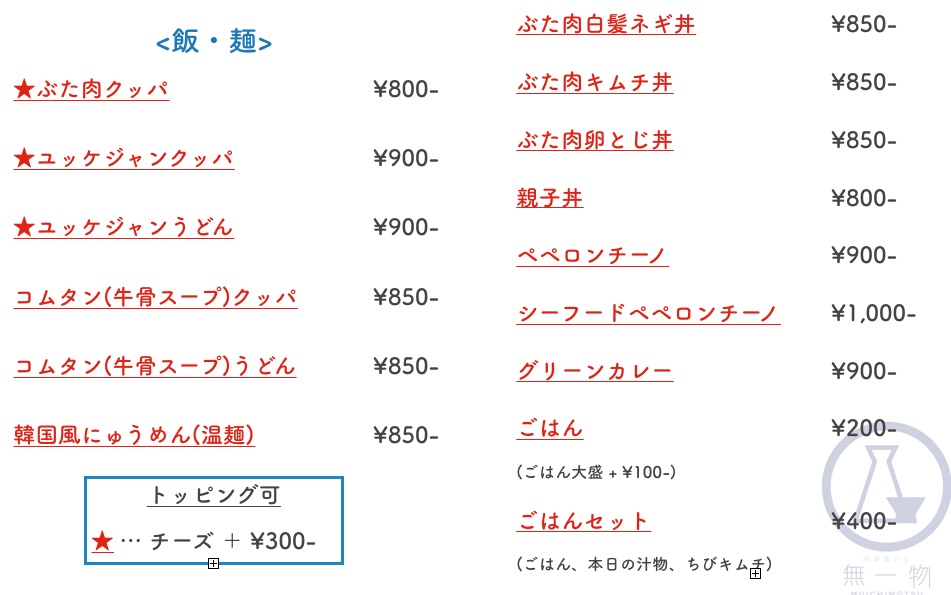 <飯・麺>
★ぶた肉クッパ ¥800-
★ユッケジャンクッパ ¥900-
★ユッケジャンうどん ¥900-
コムタン(牛骨スープ)クッパ ¥850-
コムタン(牛骨スープ)うどん ¥850-
韓国風にゅうめん(温麺) ¥850-
トッピング可
★… チーズ + ¥300-
ぶた肉白髪ネギ丼 ¥850-
ぶた肉キムチ丼 ¥850-
ぶた肉卵とじ丼 ¥850-
親子丼 ¥800-
ペペロンチーノ ¥900-
シーフードペペロンチーノ ¥1,000-
グリーンカレー ¥900-
ごはん ¥200-
(ごはん大盛 + ¥100-)
ごはんセット ¥400-
(ごはん、本日の汁物、ちびキムチ)
無一物